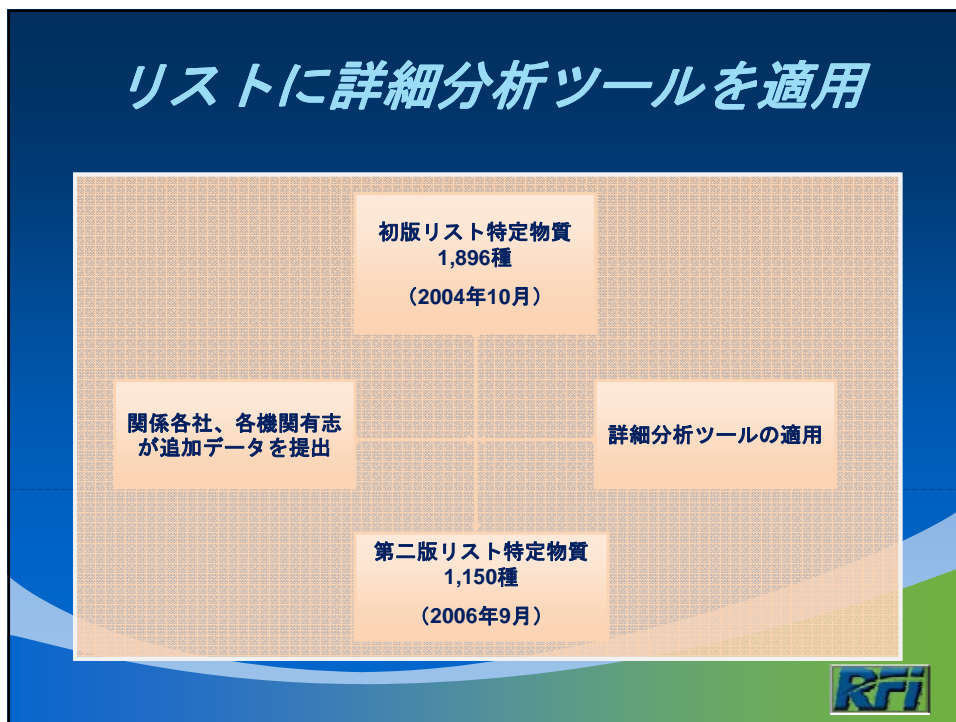 リストに詳細分析ツールを適用
初版リスト特定物質
1,896種
（2004年10月）
関係各社、各機関有志
が追加データを提出
詳細分析ツールの適用
第二版リスト特定物質
1,150種
（2006年9月）
RFi